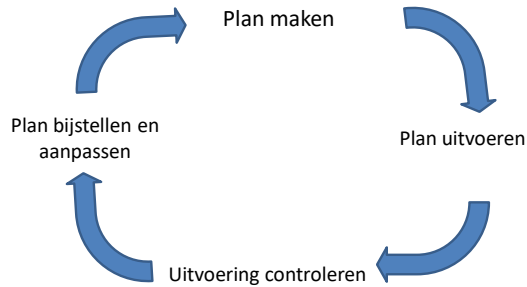 Plan maken
Plan uitvoeren
Uitvoering controleren
Plan bijstellen en
aanpassen